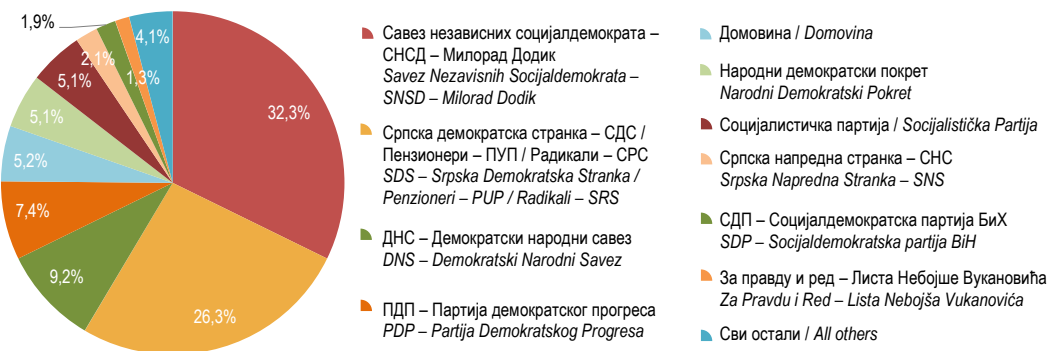 1,9%
4,1%
2,1%
1,3%
5,1%
32,3%
5,1%
5,2%
7,4%
9,2%
26,3%
Савез независних социјалдемократа –
СНСД – Милорад Додик
Savez Nezavisnih Socijaldemokrata –
SNSD – Milorad Dodik
Српска демократска странка – СДС /
Пензионери – ПУП / Радикали – СРС
SDS – Srpska Demokratska Stranka /
Penzioneri – PUP / Radikali – SRS
ДНС – Демократски народни савез
DNS – Demokratski Narodni Savez
ПДП – Партија демократског прогреса
PDP – Partija Demokratskog Progresa
Домовина / Domovina
Народни демократски покрет
Narodni Demokratski Pokret
Социјалистичка партија / Socijalistička Partija
Српска напредна странка – СНС
Srpska Napredna Stranka – SNS
СДП – Социјалдемократска партија БиХ
SDP – Socijaldemokratska partija BiH
За правду и ред – Листа Небојше Вукановића
Za Pravdu i Red – Lista Nebojša Vukanovića
Сви остали / All others